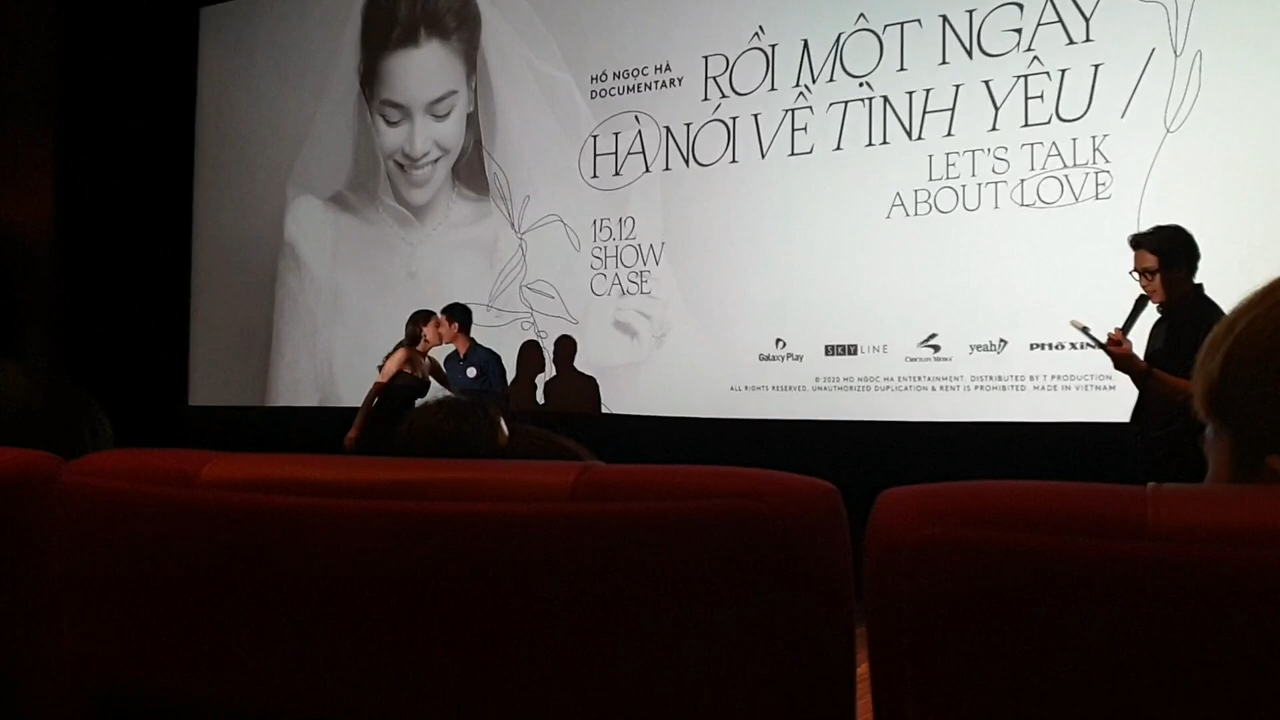 HỒ NGỌC HÀ
DOCUMENTARY
RỒI MỘT NGÀY
HÀ NÓI VỀ TÌNH YÊU /
LET'S TALK
ABOUT LOVE
15.12
SHOW
CASE
Galaxy Play
SKYLINE
yeah1
© 2020 HO NGOC HA ENTERTAINMENT. DISTRIBUTED BY T PRODUCTION.
ALL RIGHTS RESERVED. UNAUTHORIZED DUPLICATION & RENT IS PROHIBITED. MADE IN VIETNAM